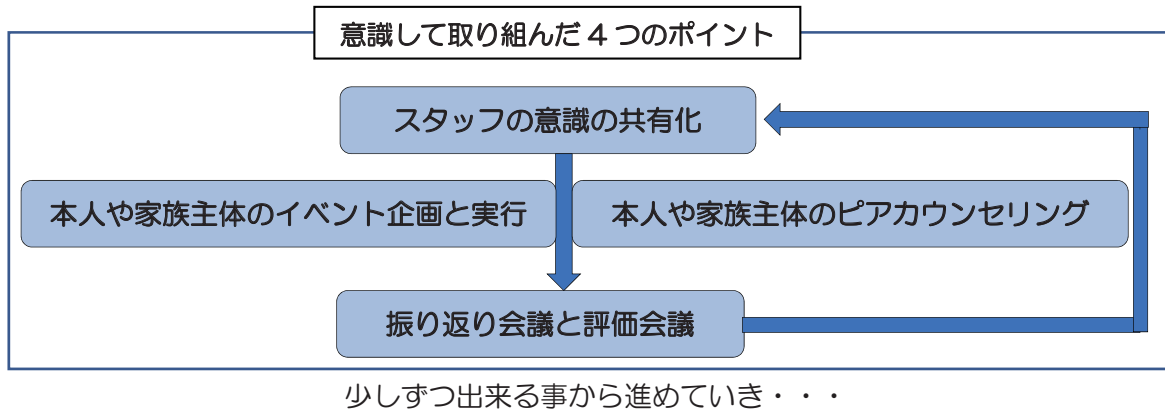 意識して取り組んだ4つのポイント
スタッフの意識の共有化
本人や家族主体のイベント企画と実行
本人や家族主体のピアカウンセリング
振り返り会議と評価会議
少しずつ出来る事から進めていき・・・